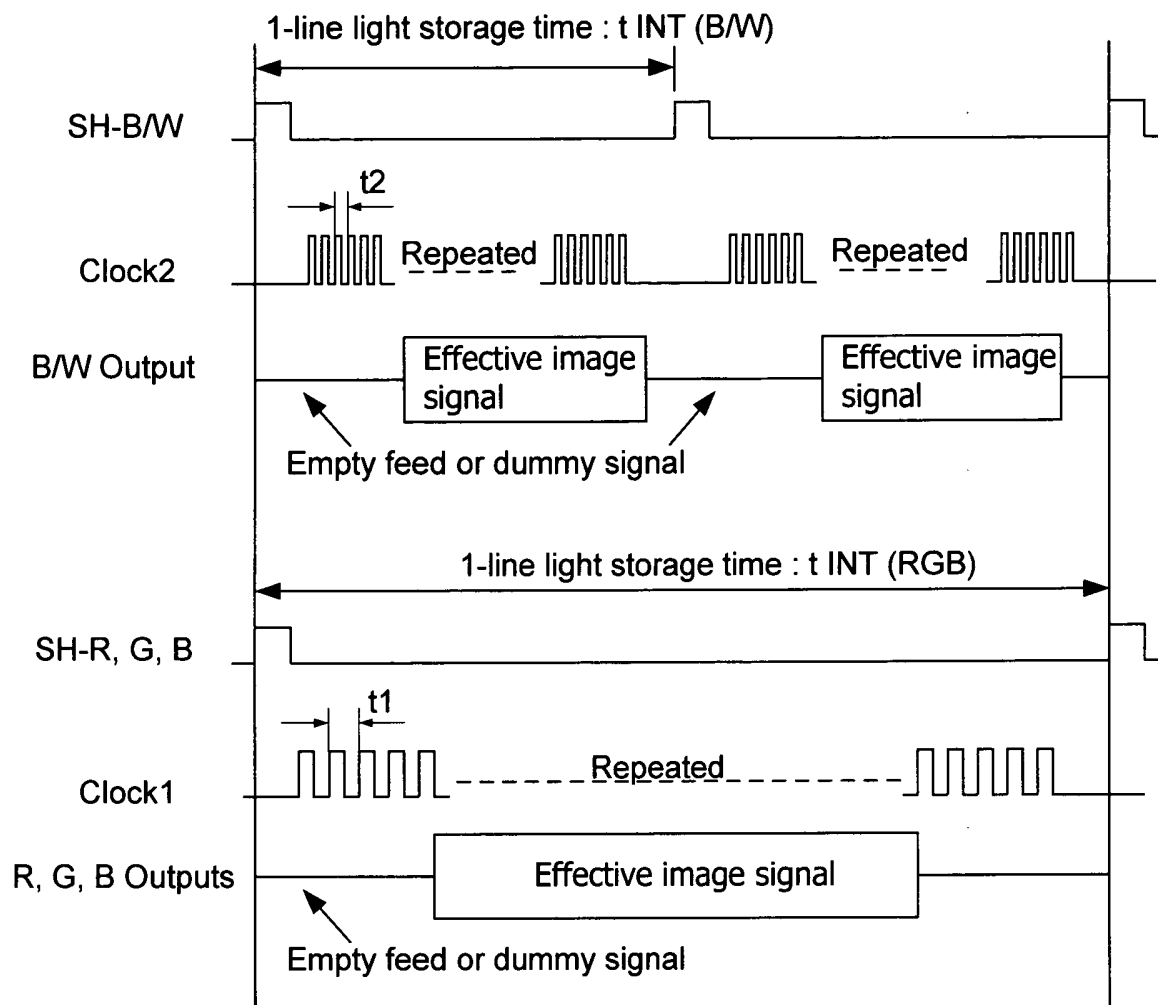 1-line light storage time : t INT (B/W)
SH-B/W
t2
Clock2
Repeated
Repeated
B/W Output
Effective image
signal
Effective image
signal
Empty feed or dummy signal
1-line light storage time : t INT (RGB)
SH-R, G, B
t1
Clock1
Repeated
R, G, B Outputs
Effective image signal
Empty feed or dummy signal